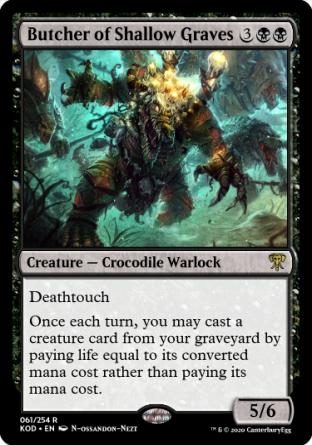 Butcher of Shallow Graves 3
Creature — Crocodile Warlock
Deathtouch
Once each turn, you may cast a
creature card from your graveyard by
paying life equal to its converted
mana cost rather than paying its
mana cost.
5/6
061/254 R
KOD • EN N-ossandon-Nezt
™ & © 2020 CanterburyEgg